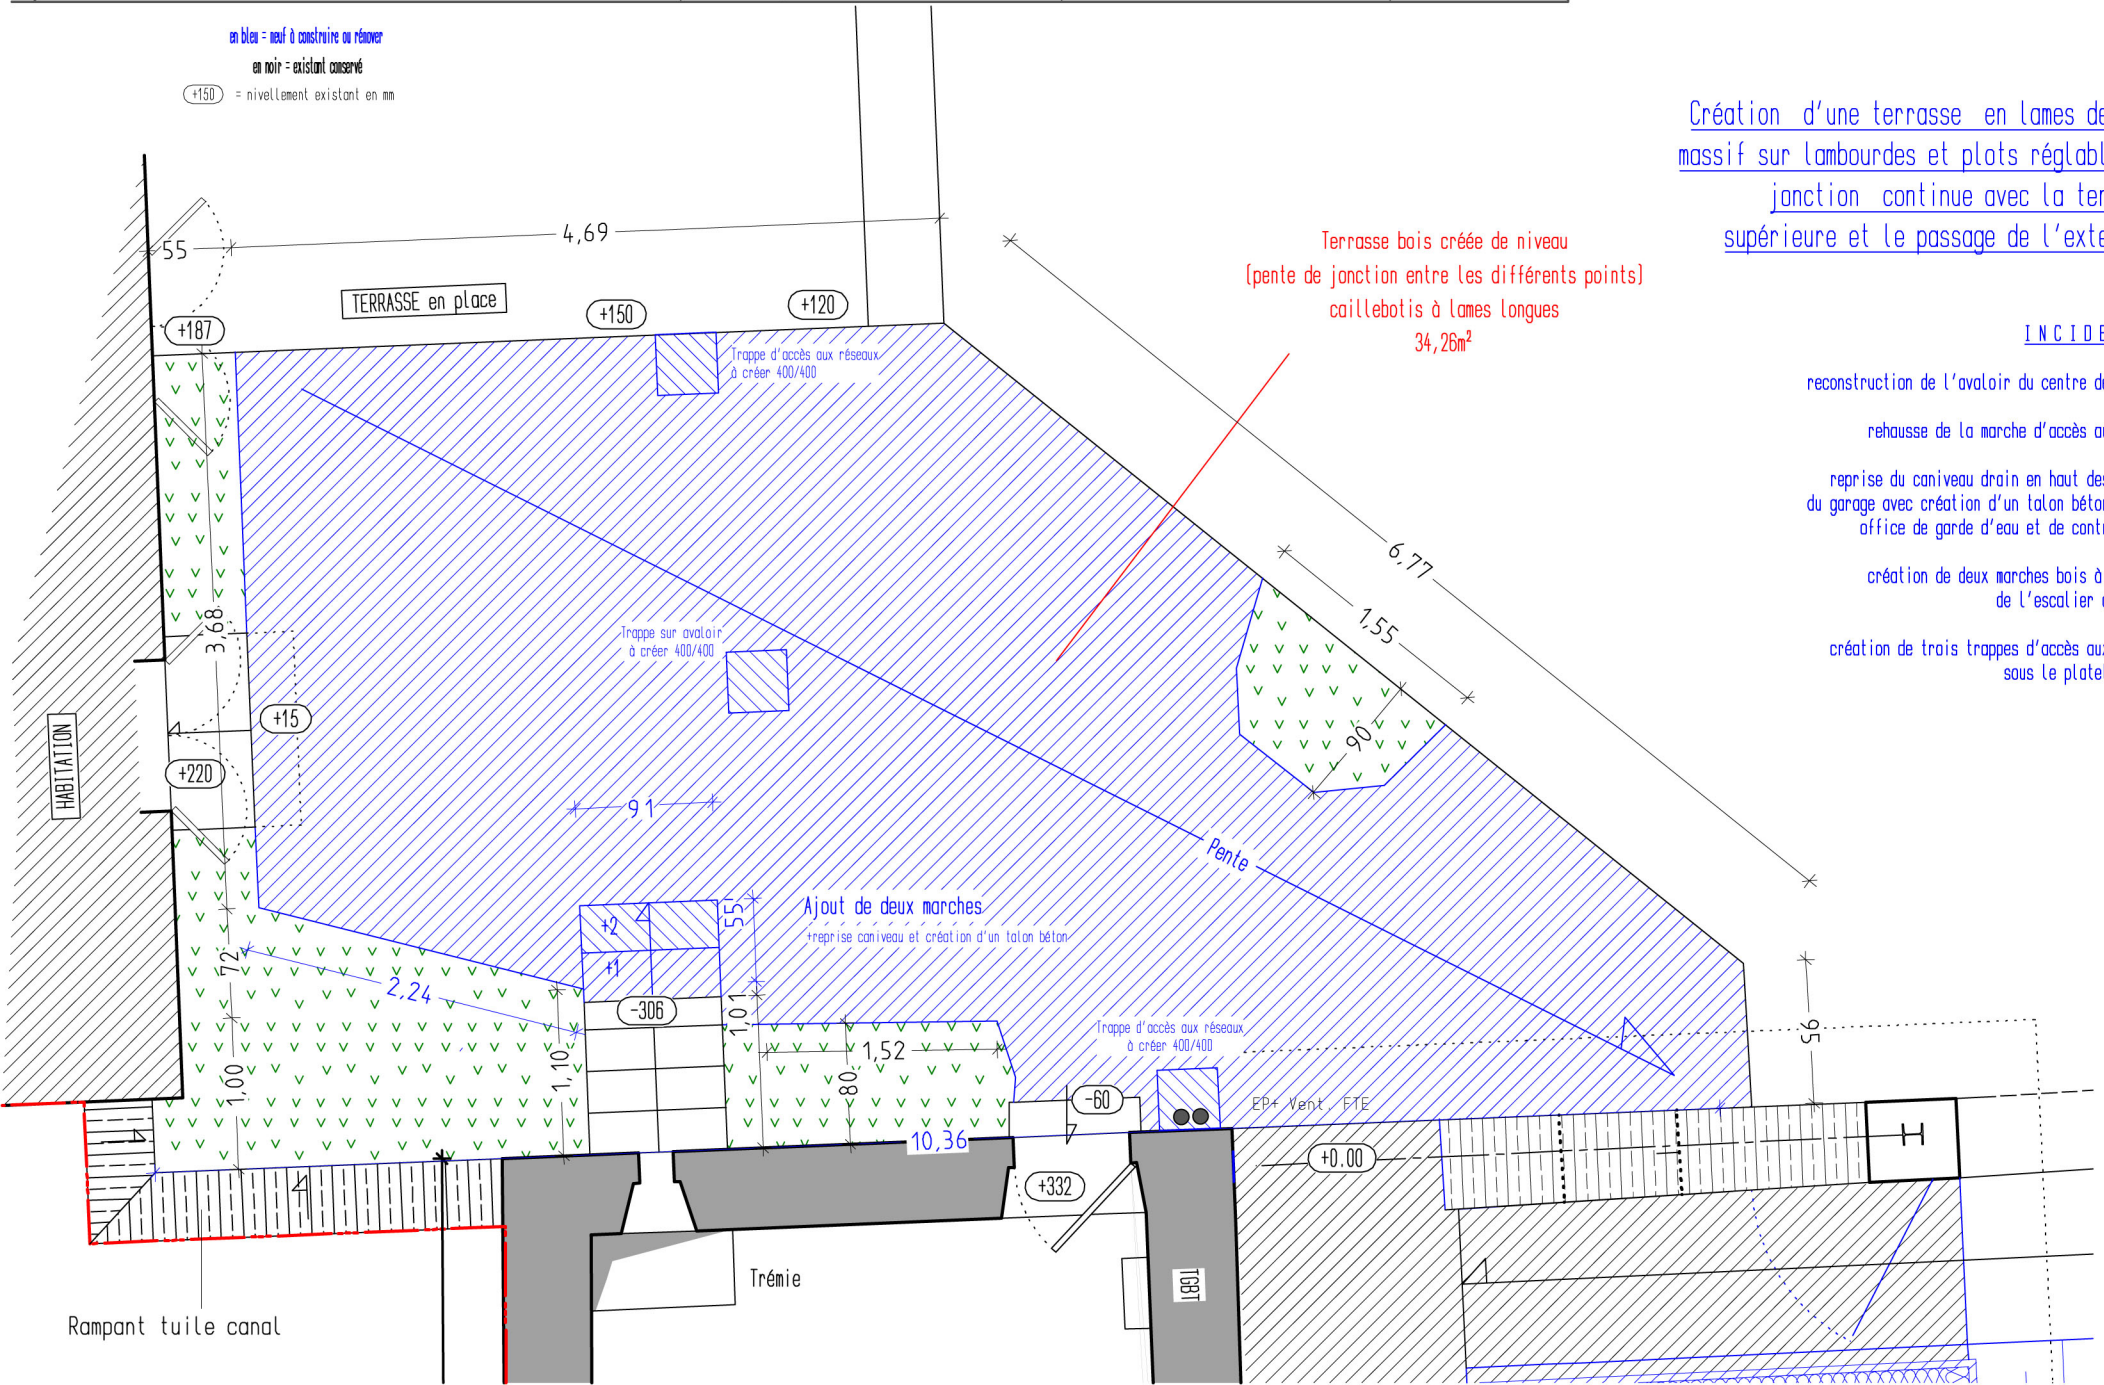 en bleu = neuf à construire ou rénover
en noir = existant conservé
+150 = nivellement existant en mm
Création d'une terrasse en lames de
massif sur lambourdes et plots réglabl
jonction continue avec la ter
supérieure et le passage de l'exte
INCIDE
reconstruction de l'avaloir du centre de
rehausse de la marche d'accès au
reprise du caniveau drain en haut des
du garage avec création d'un talon béton
office de garde d'eau et de contr
création de deux marches bois à
de l'escalier
création de trois trappes d'accès aux
sous le plate
Terrasse bois créée de niveau
(pente de jonction entre les différents points)
caillebotis à lames longues
34,26m²
55
4,69
TERRASSE en place
+187
+150
+120
Trappe d'accès aux réseaux
à créer 400/400
6,77
1,55
90
3,68
Trappe sur avaloir
à créer 400/400
+15
HABITATION
+220
91
Pente
Ajout de deux marches
+reprise caniveau et création d'un talon béton
55
+2
+1
72
2,24
-306
1,01
1,10
1,00
1,52
80
Trappe d'accès aux réseaux
à créer 400/400
95
-60
EP+ Vent. FTE
10,36
+0.00
H
+332
TGBT
Trémie
Rampant tuile canal